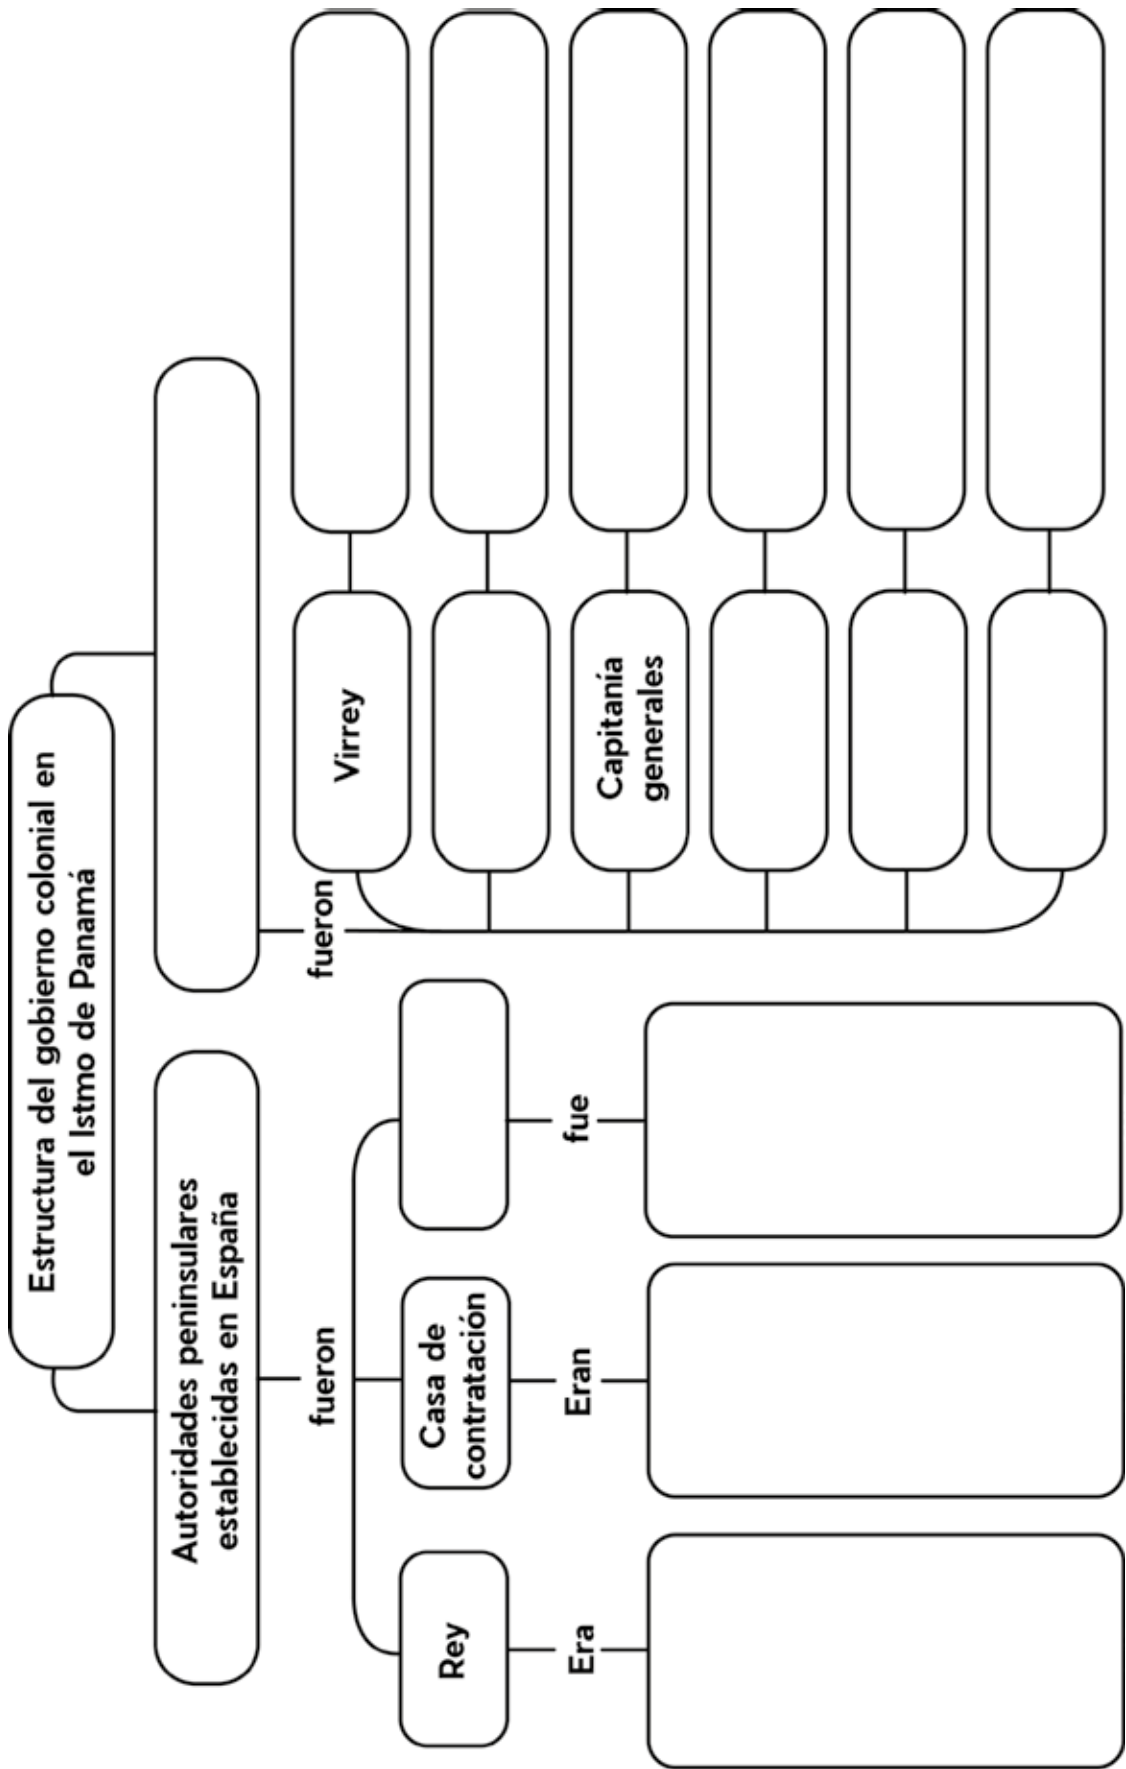 Estructura del gobierno colonial en
el Istmo de Panamá
Autoridades peninsulares
establecidas en España
fueron
Rey
Era
Casa de
contratación
Eran
fue
fueron
Virrey
Capitanía
generales